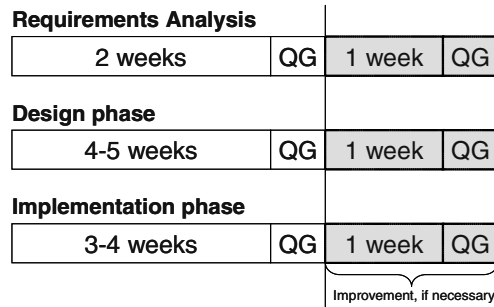 Requirements Analysis
2 weeks QG 1 week QG
Design phase
4-5 weeks QG 1 week QG
Implementation phase
3-4 weeks QG 1 week QG
Improvement, if necessary